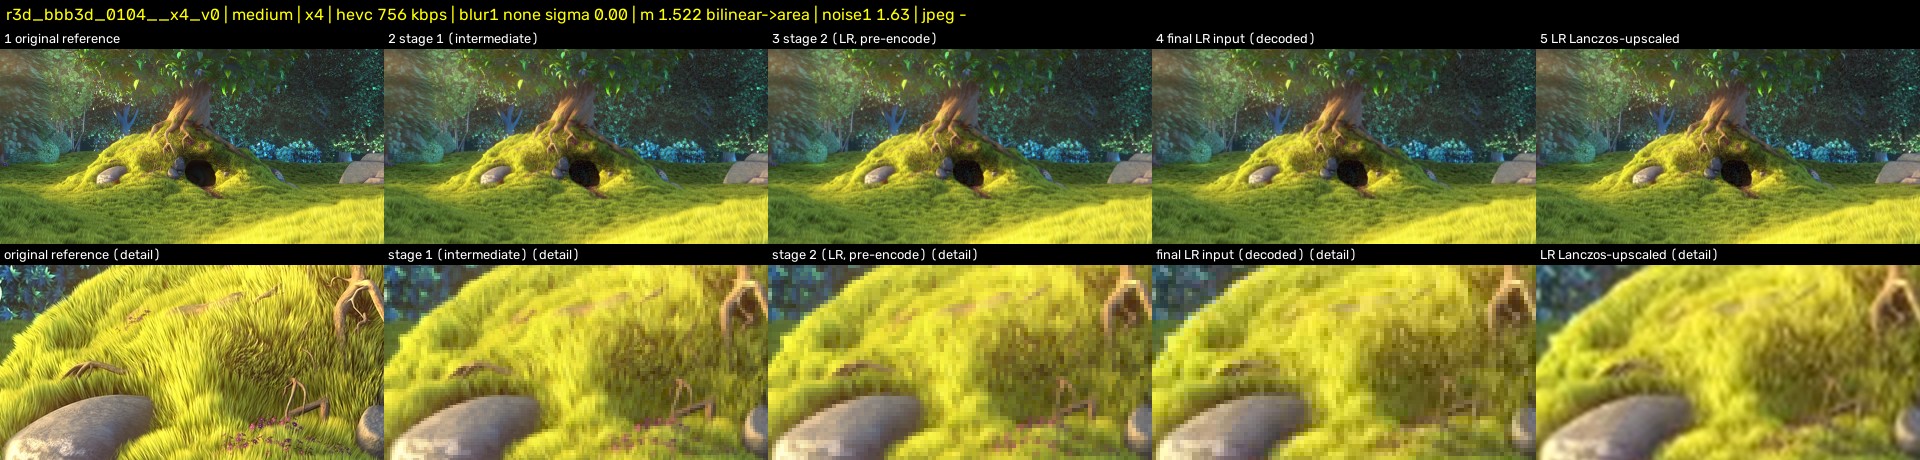 r3d_bbb3d_0104__x4_v0 | medium | x4 | hevc 756 kbps | blur1 none sigma 0.00 | m 1.522 bilinear->area | noise1 1.63 | jpeg -
1 original reference
2 stage 1 (intermediate)
3 stage 2 (LR, pre-encode)
4 final LR input (decoded)
5 LR Lanczos-upscaled
original reference (detail)
stage 1 (intermediate) (detail)
stage 2 (LR, pre-encode) (detail)
final LR input (decoded) (detail)
LR Lanczos-upscaled (detail)